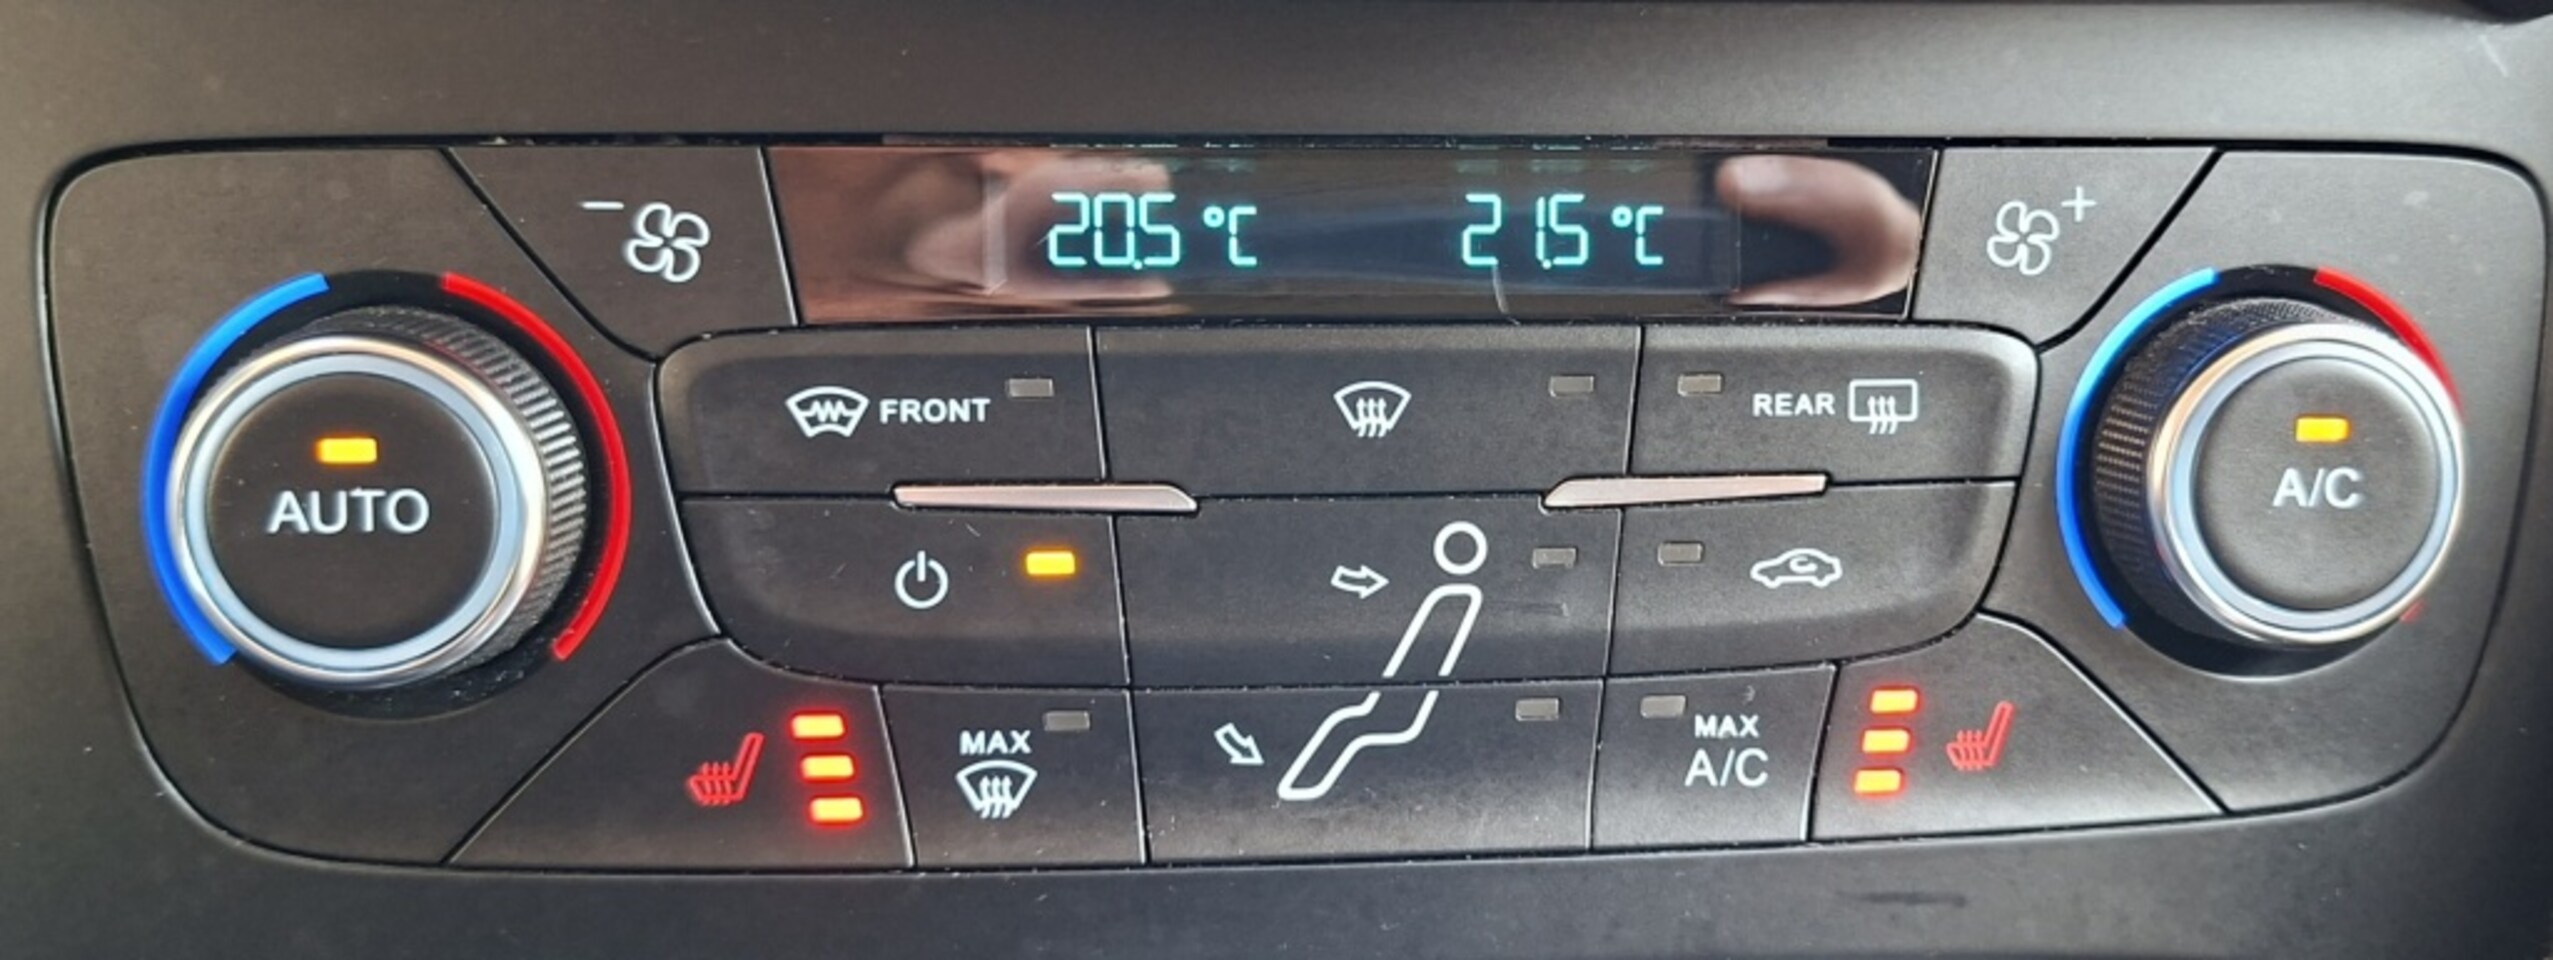 20.5 °C 21.5 °C
FRONT
REAR
AUTO
A/C
MAX
MAX
A/C